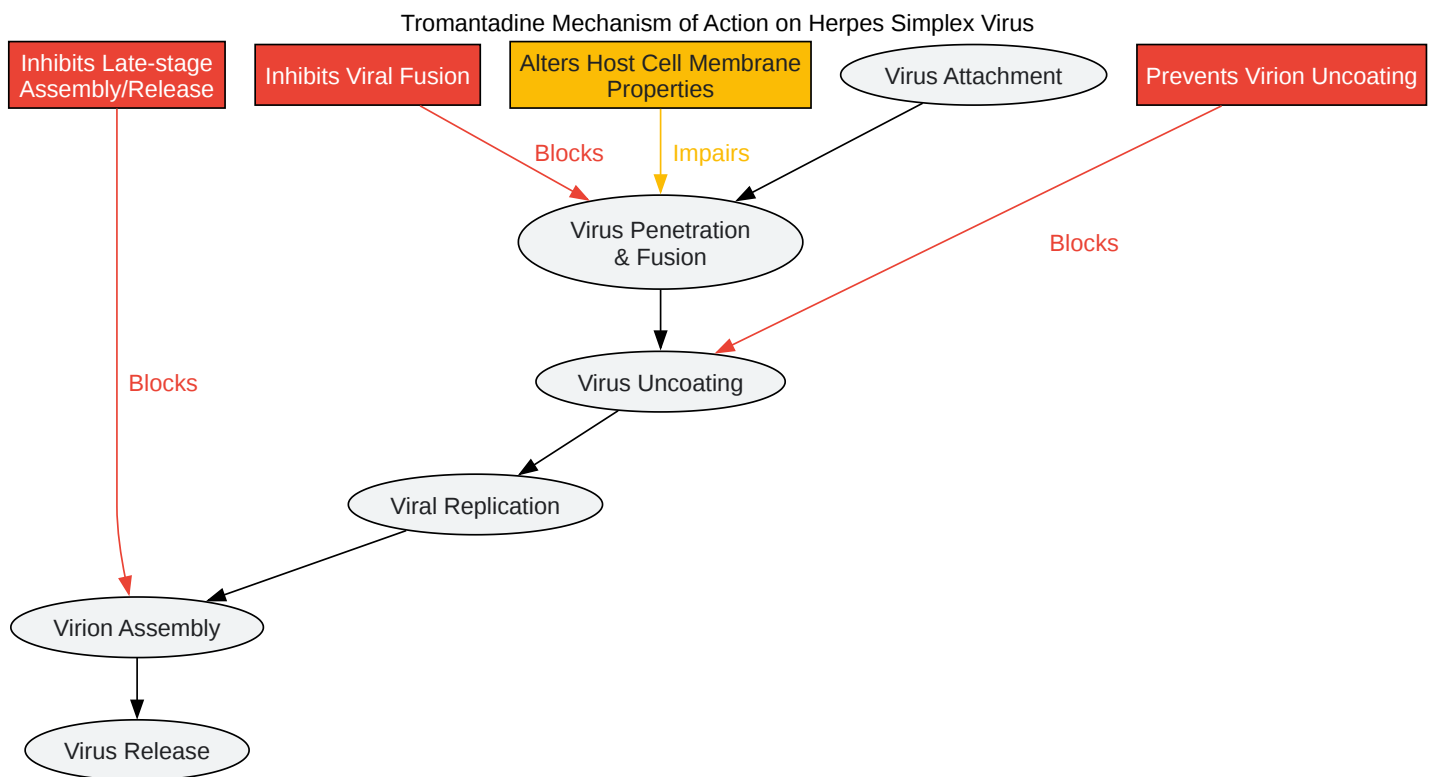 Tromantadine Mechanism of Action on Herpes Simplex Virus
Inhibits Late-stage
Assembly/Release
Inhibits Viral Fusion
Alters Host Cell Membrane
Properties
Virus Attachment
Prevents Virion Uncoating
Blocks
Impairs
Virus Penetration
& Fusion
Blocks
Virus Uncoating
Blocks
Viral Replication
Virion Assembly
Virus Release